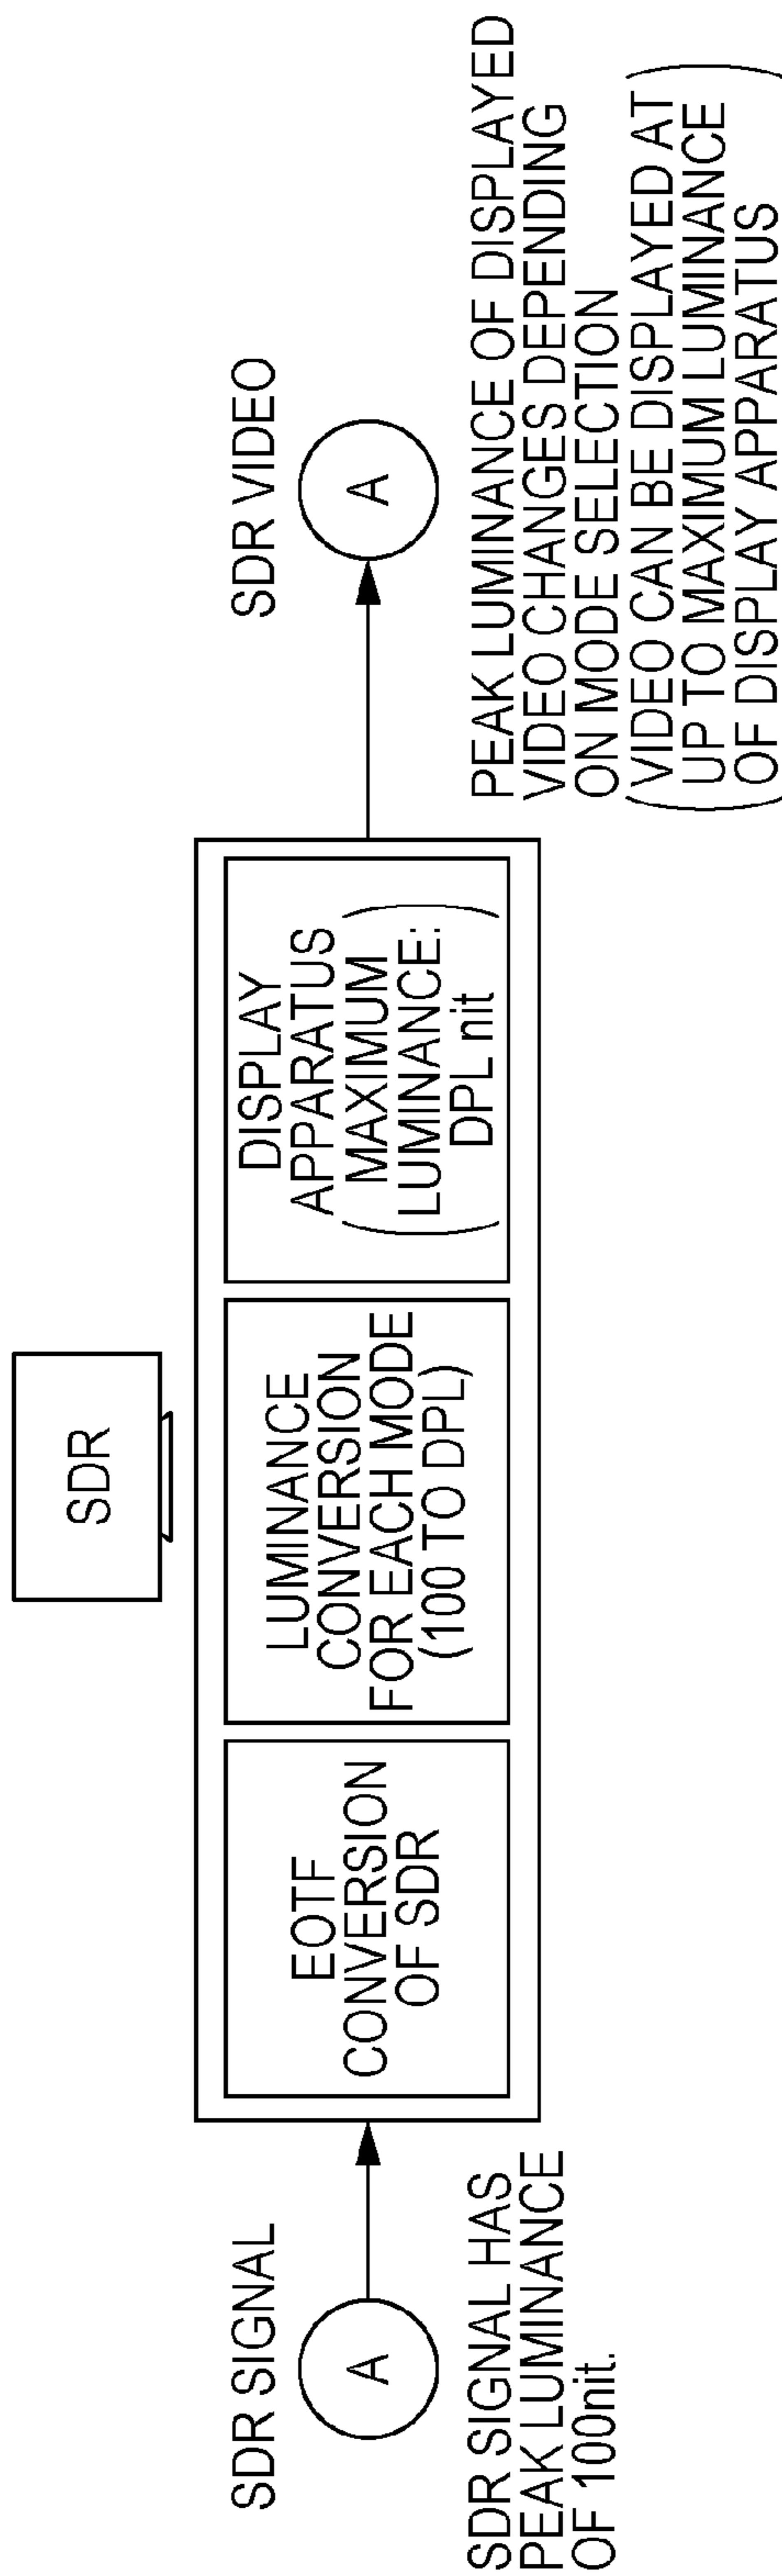 SDR
SDR SIGNAL
A
SDR SIGNAL HAS
PEAK LUMINANCE
OF 100nit.
EOTF
CONVERSION
OF SDR
LUMINANCE
CONVERSION
FOR EACH MODE
(100 TO DPL)
DISPLAY
APPARATUS
(MAXIMUM
LUMINANCE:
DPL nit)
SDR VIDEO
A
PEAK LUMINANCE OF DISPLAYED
VIDEO CHANGES DEPENDING
ON MODE SELECTION
(VIDEO CAN BE DISPLAYED AT
UP TO MAXIMUM LUMINANCE
OF DISPLAY APPARATUS)